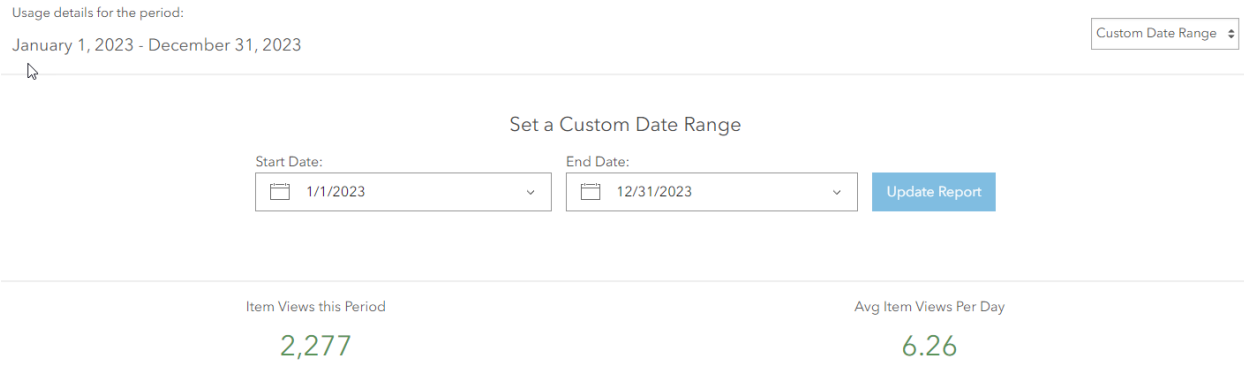 Usage details for the period:
January 1, 2023 - December 31, 2023
Custom Date Range
Set a Custom Date Range
Start Date:
End Date:
1/1/2023
12/31/2023
Update Report
Item Views this Period
Avg Item Views Per Day
2,277
6.26